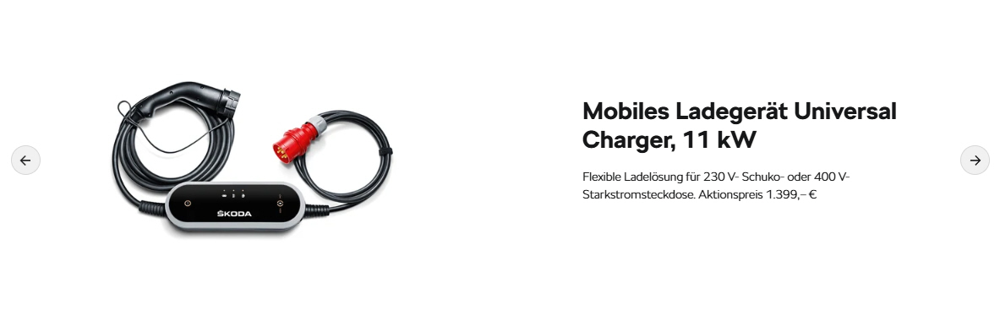 Mobiles Ladegerät Universal
Charger, 11 kW
Flexible Ladelösung für 230 V- Schuko- oder 400 V-
Starkstromsteckdose. Aktionspreis 1.399,– €
ŠKODA